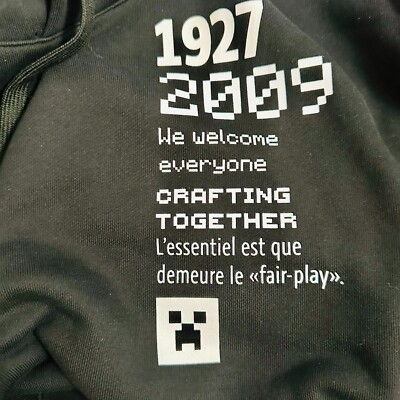 1927
2009
We welcome
everyone
CRAFTING
TOGETHER
L'essentiel est que
demeure le «fair-play».